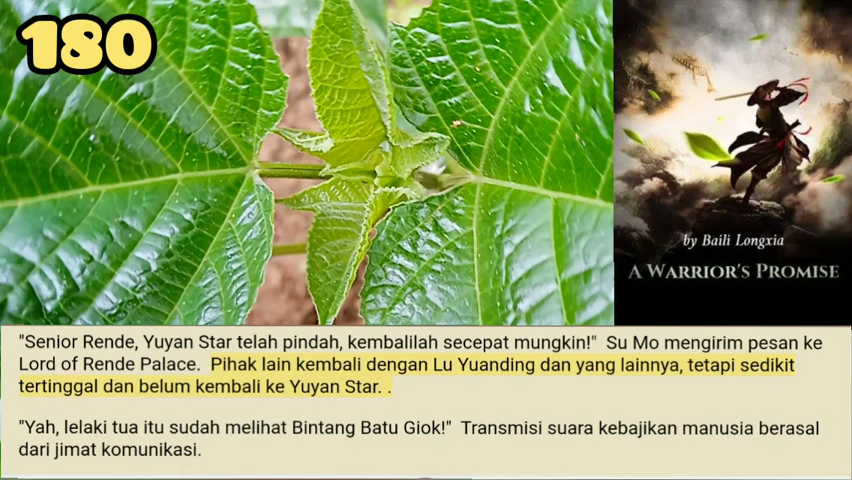 180
by Baili Longxia
A WARRIOR'S PROMISE
"Senior Rende, Yuyan Star telah pindah, kembalilah secepat mungkin!" Su Mo mengirim pesan ke
Lord of Rende Palace. Pihak lain kembali dengan Lu Yuanding dan yang lainnya, tetapi sedikit
tertinggal dan belum kembali ke Yuyan Star. .
"Yah, lelaki tua itu sudah melihat Bintang Batu Giok!" Transmisi suara kebajikan manusia berasal
dari jimat komunikasi.